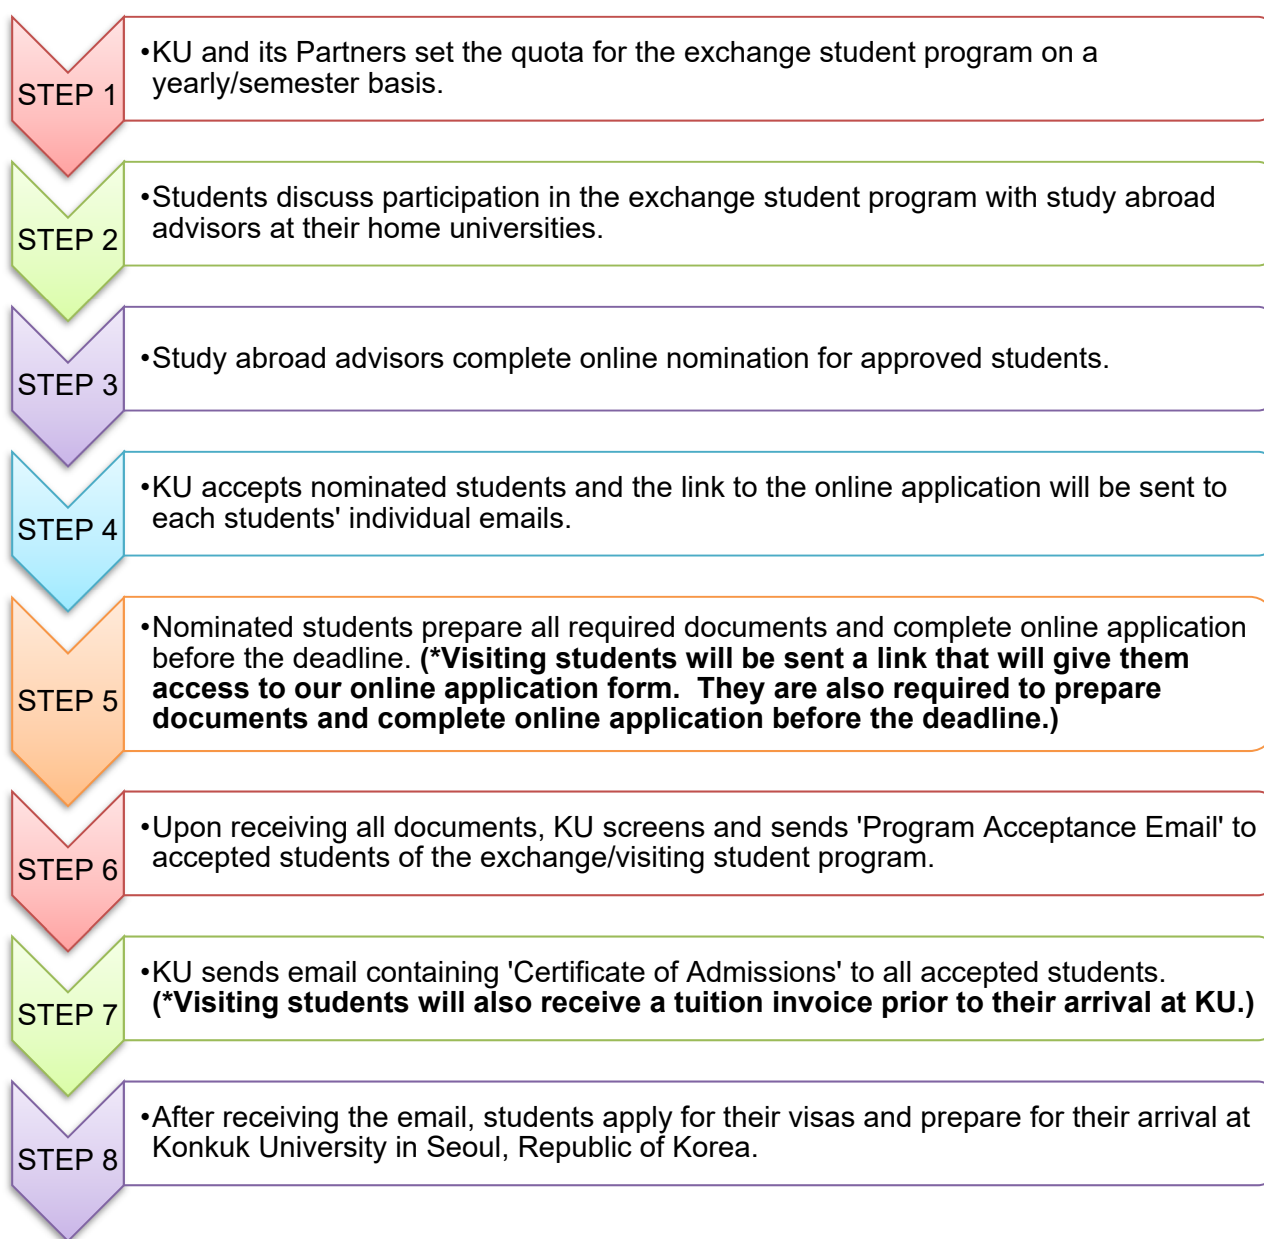 STEP 1
•KU and its Partners set the quota for the exchange student program on a
yearly/semester basis.
STEP 2
•Students discuss participation in the exchange student program with study abroad
advisors at their home universities.
STEP 3
•Study abroad advisors complete online nomination for approved students.
STEP 4
•KU accepts nominated students and the link to the online application will be sent to
each students' individual emails.
STEP 5
•Nominated students prepare all required documents and complete online application
before the deadline. (*Visiting students will be sent a link that will give them
access to our online application form.  They are also required to prepare
documents and complete online application before the deadline.)
STEP 6
•Upon receiving all documents, KU screens and sends 'Program Acceptance Email' to
accepted students of the exchange/visiting student program.
STEP 7
•KU sends email containing 'Certificate of Admissions' to all accepted students.
(*Visiting students will also receive a tuition invoice prior to their arrival at KU.)
STEP 8
•After receiving the email, students apply for their visas and prepare for their arrival at
Konkuk University in Seoul, Republic of Korea.